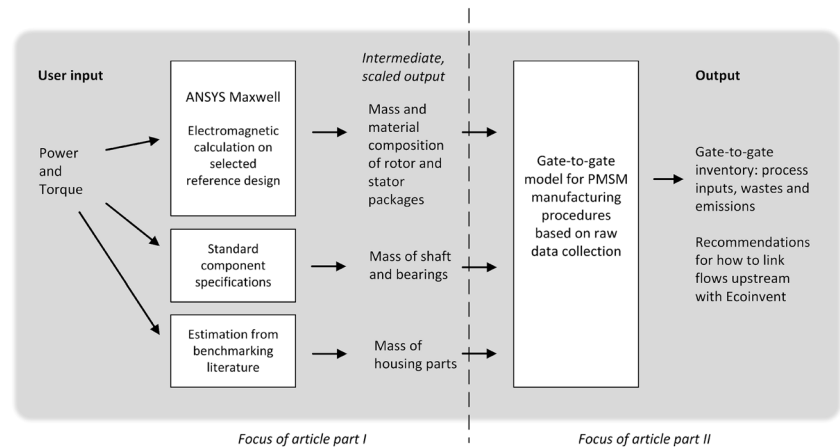 User input
Power
and
Torque
ANSYS Maxwell
Electromagnetic
calculation on
selected
reference design
Standard
component
specifications
Estimation from
benchmarking
literature
Intermediate,
scaled output
Mass and
material
composition
of rotor and
stator
packages
Mass of shaft
and bearings
Mass of
housing parts
Gate-to-gate
model for PMSM
manufacturing
procedures
based on raw
data collection
Output
Gate-to-gate
inventory: process
inputs, wastes and
emissions
Recommendations
for how to link
flows upstream
with Ecoinvent
Focus of article part I
Focus of article part II